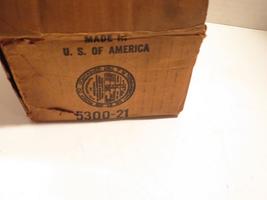 MADE IN
U. S. OF AMERICA
5300-21